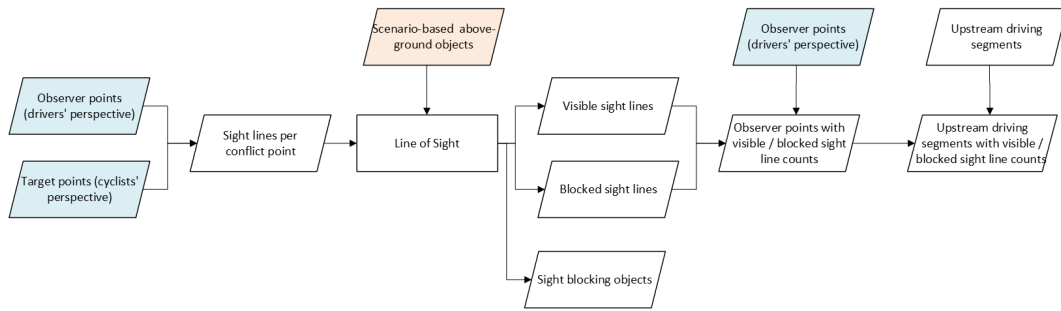 Scenario-based above-
ground objects
Observer points
(drivers' perspective)
Upstream driving
segments
Observer points
(drivers' perspective)
Target points (cyclists'
perspective)
Sight lines per
conflict point
Line of Sight
Visible sight lines
Blocked sight lines
Sight blocking objects
Observer points with
visible / blocked sight
line counts
Upstream driving
segments with visible /
blocked sight line counts